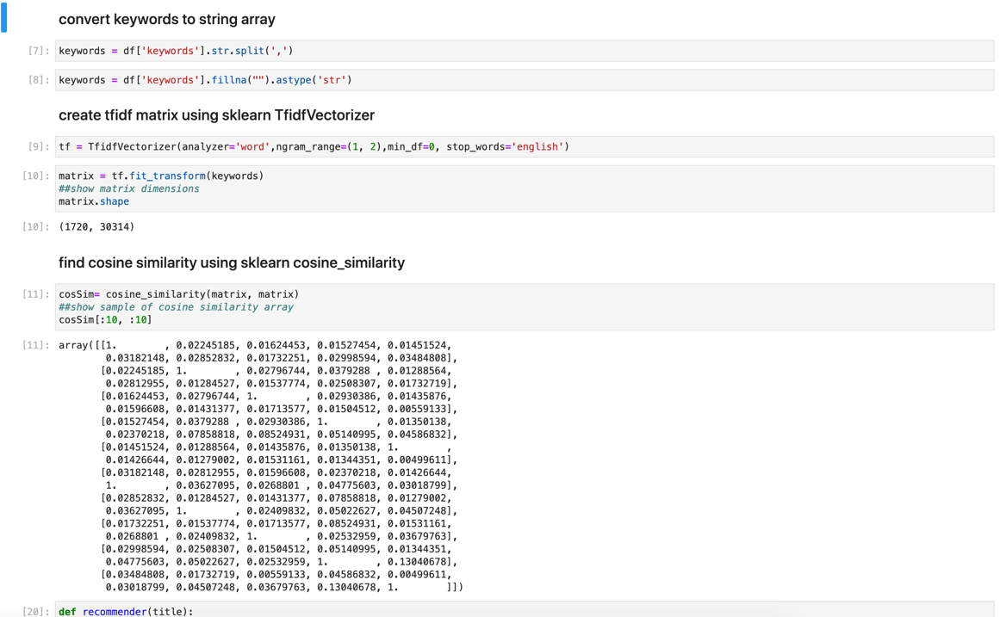 convert keywords to string array
[7]: keywords = df['keywords'].str.split(',')
[8]: keywords = df['keywords'].fillna("").astype('str')
create tfidf matrix using sklearn TfidfVectorizer
[9]: tf = TfidfVectorizer(analyzer='word',ngram_range=(1, 2),min_df=0, stop_words='english')
[10]: matrix = tf.fit_transform(keywords)
##show matrix dimensions
matrix.shape
[10]: (1720, 30314)
find cosine similarity using sklearn cosine_similarity
[11]: cosSim= cosine_similarity(matrix, matrix)
##show sample of cosine similarity array
cosSim[:10, :10]
[11]: array([[1.        , 0.02245185, 0.01624453, 0.01527454, 0.01451524,
0.03182148, 0.02852832, 0.01732251, 0.02998594, 0.03484808],
[0.02245185, 1.        , 0.02796744, 0.0379288 , 0.01288564,
0.02812955, 0.01284527, 0.01537774, 0.02508307, 0.01732719],
[0.01624453, 0.02796744, 1.        , 0.02930386, 0.01435876,
0.01596608, 0.01431377, 0.01713577, 0.01504512, 0.00559133],
[0.01527454, 0.0379288 , 0.02930386, 1.        , 0.01350138,
0.02370218, 0.07858818, 0.08524931, 0.05140995, 0.04586832],
[0.01451524, 0.01288564, 0.01435876, 0.01350138, 1.        ,
0.01426644, 0.01279002, 0.01531161, 0.01344351, 0.00499611],
[0.03182148, 0.02812955, 0.01596608, 0.02370218, 0.01426644,
1.        , 0.03627095, 0.0268801 , 0.04775603, 0.03018799],
[0.02852832, 0.01284527, 0.01431377, 0.07858818, 0.01279002,
0.03627095, 1.        , 0.02409832, 0.05022627, 0.04507248],
[0.01732251, 0.01537774, 0.01713577, 0.08524931, 0.01531161,
0.0268801 , 0.02409832, 1.        , 0.02532959, 0.03679763],
[0.02998594, 0.02508307, 0.01504512, 0.05140995, 0.01344351,
0.04775603, 0.05022627, 0.02532959, 1.        , 0.13040678],
[0.03484808, 0.01732719, 0.00559133, 0.04586832, 0.00499611,
0.03018799, 0.04507248, 0.03679763, 0.13040678, 1.        ]])
[20]: def recommender(title):